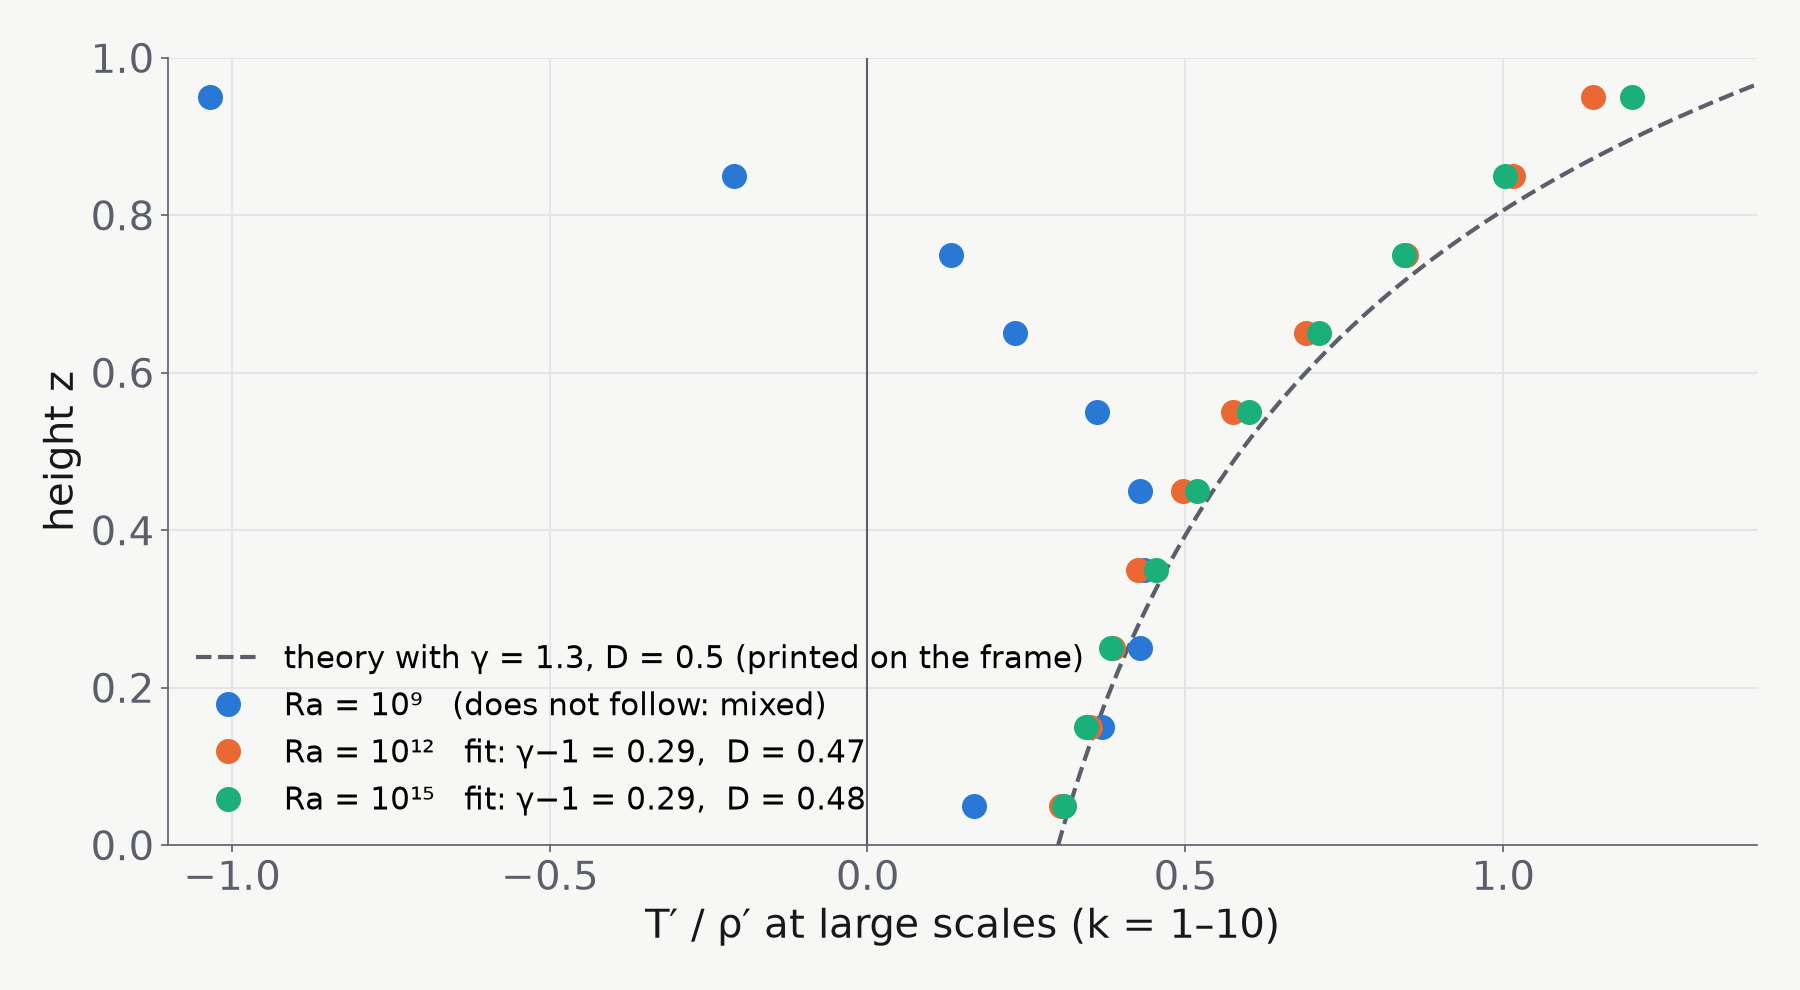 1.0
0.8
0.6
0.4
0.2
0.0
height z
theory with γ = 1.3, D = 0.5 (printed on the frame)
Ra = 10⁹ (does not follow: mixed)
Ra = 10¹² fit: γ−1 = 0.29, D = 0.47
Ra = 10¹⁵ fit: γ−1 = 0.29, D = 0.48
−1.0 −0.5 0.0 0.5 1.0
T′ / ρ′ at large scales (k = 1–10)